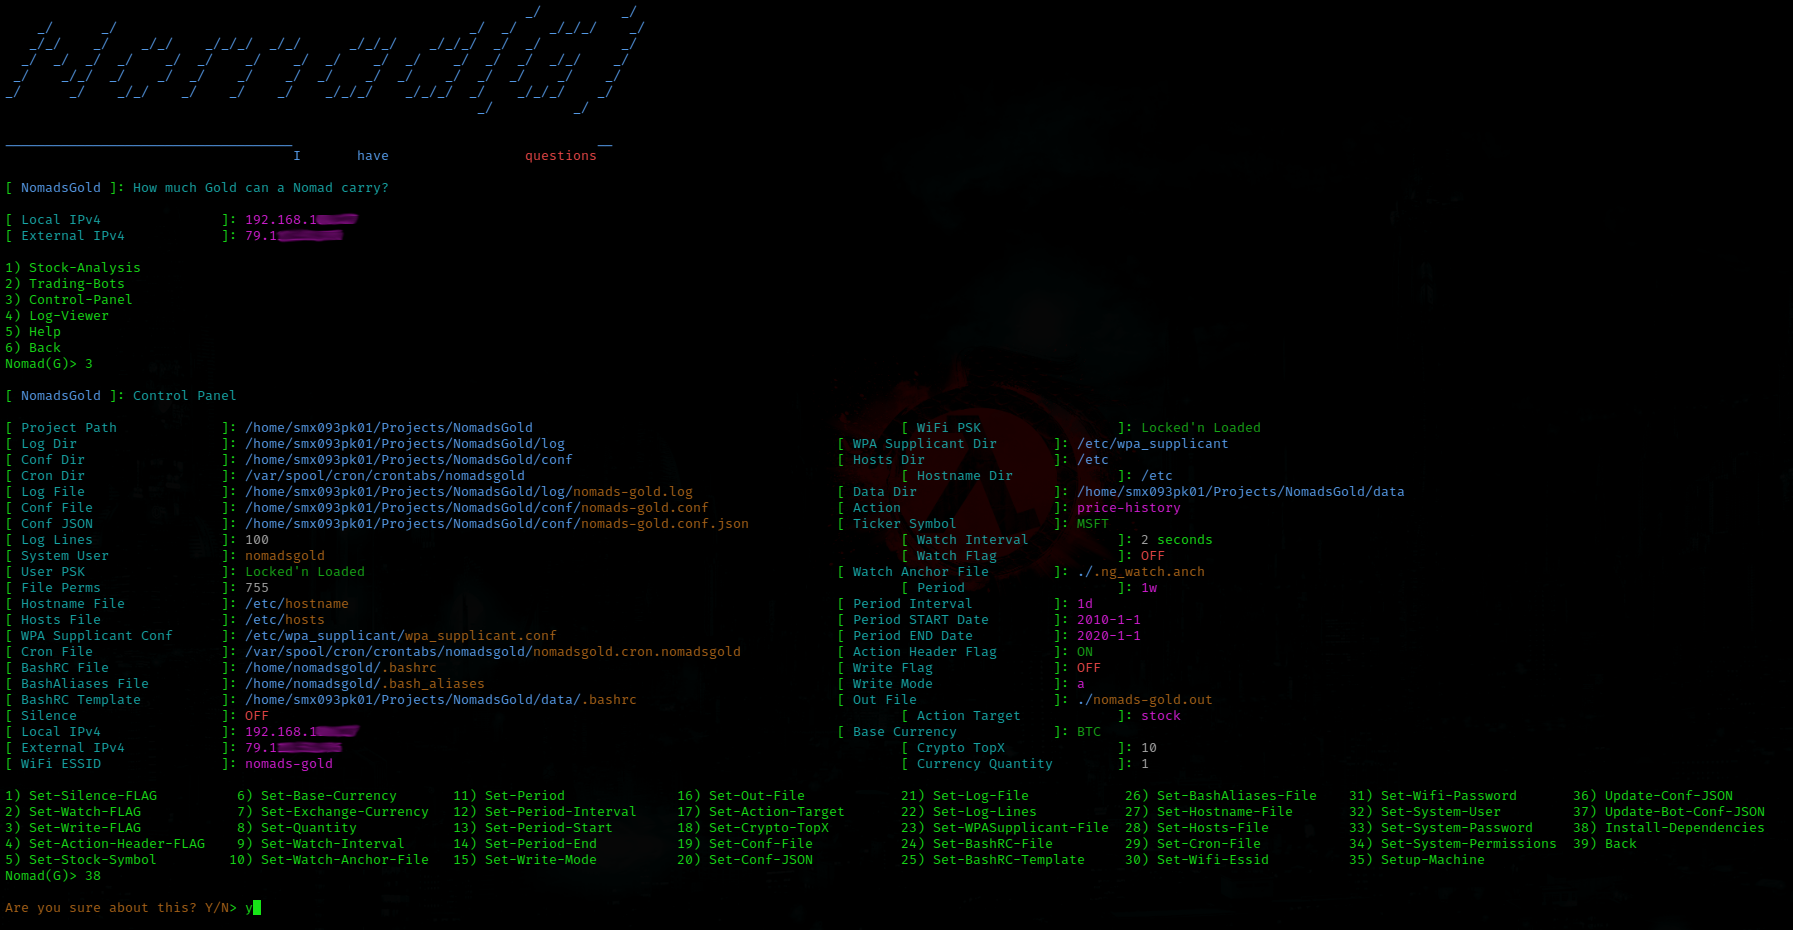 Nomad(G)
I have questions
[ NomadsGold ]: How much Gold can a Nomad carry?
[ Local IPv4 ]: 192.168.1
[ External IPv4 ]: 79.1
1) Stock-Analysis
2) Trading-Bots
3) Control-Panel
4) Log-Viewer
5) Help
6) Back
Nomad(G)> 3
[ NomadsGold ]: Control Panel
[ Project Path ]: /home/smx093pk01/Projects/NomadsGold [ WiFi PSK ]: Locked'n Loaded
[ Log Dir ]: /home/smx093pk01/Projects/NomadsGold/log [ WPA Supplicant Dir ]: /etc/wpa_supplicant
[ Conf Dir ]: /home/smx093pk01/Projects/NomadsGold/conf [ Hosts Dir ]: /etc
[ Cron Dir ]: /var/spool/cron/crontabs/nomadsgold [ Hostname Dir ]: /etc
[ Log File ]: /home/smx093pk01/Projects/NomadsGold/log/nomads-gold.log [ Data Dir ]: /home/smx093pk01/Projects/NomadsGold/data
[ Conf File ]: /home/smx093pk01/Projects/NomadsGold/conf/nomads-gold.conf [ Action ]: price-history
[ Conf JSON ]: /home/smx093pk01/Projects/NomadsGold/conf/nomads-gold.conf.json [ Ticker Symbol ]: MSFT
[ Log Lines ]: 100 [ Watch Interval ]: 2 seconds
[ System User ]: nomadsgold [ Watch Flag ]: OFF
[ User PSK ]: Locked'n Loaded [ Watch Anchor File ]: ./.ng_watch.anch
[ File Perms ]: 755 [ Period ]: 1w
[ Hostname File ]: /etc/hostname [ Period Interval ]: 1d
[ Hosts File ]: /etc/hosts [ Period START Date ]: 2010-1-1
[ WPA Supplicant Conf ]: /etc/wpa_supplicant/wpa_supplicant.conf [ Period END Date ]: 2020-1-1
[ Cron File ]: /var/spool/cron/crontabs/nomadsgold/nomadsgold.cron.nomadsgold [ Action Header Flag ]: ON
[ BashRC File ]: /home/nomadsgold/.bashrc [ Write Flag ]: OFF
[ BashAliases File ]: /home/nomadsgold/.bash_aliases [ Write Mode ]: a
[ BashRC Template ]: /home/smx093pk01/Projects/NomadsGold/data/.bashrc [ Out File ]: ./nomads-gold.out
[ Silence ]: OFF [ Action Target ]: stock
[ Local IPv4 ]: 192.168.1 [ Base Currency ]: BTC
[ External IPv4 ]: 79.1 [ Crypto TopX ]: 10
[ WiFi ESSID ]: nomads-gold [ Currency Quantity ]: 1
1) Set-Silence-FLAG 6) Set-Base-Currency 11) Set-Period 16) Set-Out-File 21) Set-Log-File 26) Set-BashAliases-File 31) Set-Wifi-Password 36) Update-Conf-JSON
2) Set-Watch-FLAG 7) Set-Exchange-Currency 12) Set-Period-Interval 17) Set-Action-Target 22) Set-Log-Lines 27) Set-Hostname-File 32) Set-System-User 37) Update-Bot-Conf-JSON
3) Set-Write-FLAG 8) Set-Quantity 13) Set-Period-Start 18) Set-Crypto-TopX 23) Set-WPASupplicant-File 28) Set-Hosts-File 33) Set-System-Password 38) Install-Dependencies
4) Set-Action-Header-FLAG 9) Set-Watch-Interval 14) Set-Period-End 19) Set-Conf-File 24) Set-BashRC-File 29) Set-Cron-File 34) Set-System-Permissions 39) Back
5) Set-Stock-Symbol 10) Set-Watch-Anchor-File 15) Set-Write-Mode 20) Set-Conf-JSON 25) Set-BashRC-Template 30) Set-Wifi-Essid 35) Setup-Machine
Nomad(G)> 38
Are you sure about this? Y/N> y